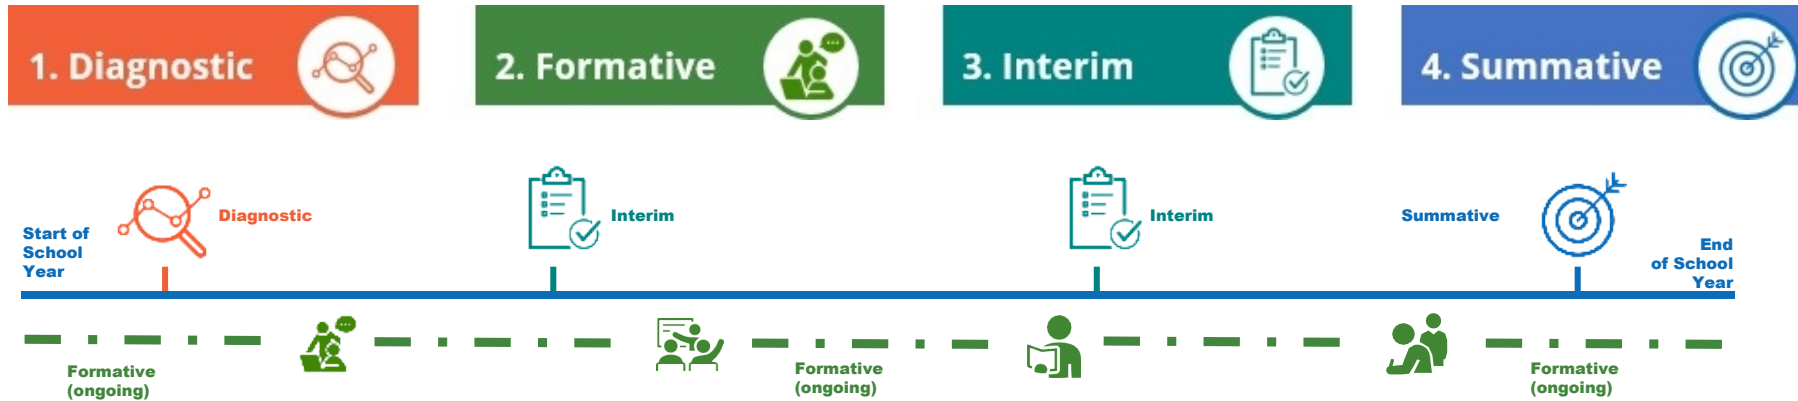 1. Diagnostic
2. Formative
3. Interim
4. Summative
Start of
School
Year
Diagnostic
Interim
Interim
Summative
End
of School
Year
Formative
(ongoing)
Formative
(ongoing)
Formative
(ongoing)